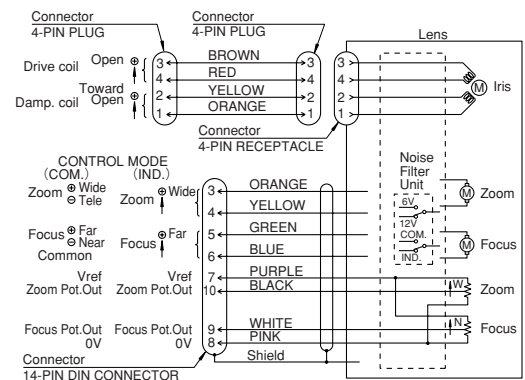 Connector
4-PIN PLUG
Connector
4-PIN PLUG
Lens
Drive coil Open ⊕
3 BROWN 3 3
4 RED 4 4
Damp. coil Toward Open ⊕
2 YELLOW 2 2
1 ORANGE 1 1
M Iris
Connector
4-PIN RECEPTACLE
CONTROL MODE
(COM.) (IND.)
Zoom ⊕ Wide
⊖ Tele
Zoom ⊕ Wide
3 ORANGE
4 YELLOW
Focus ⊕ Far
⊖ Near
Common
Focus ⊕ Far
5 GREEN
6 BLUE
Noise
Filter
Unit
6V
12V
COM.
IND.
M Zoom
M Focus
Vref Vref 7 PURPLE
Zoom Pot.Out Zoom Pot.Out 10 BLACK
W Zoom
Focus Pot.Out Focus Pot.Out 9 WHITE
0V 0V 8 PINK
N Focus
Shield
Connector
14-PIN DIN CONNECTOR